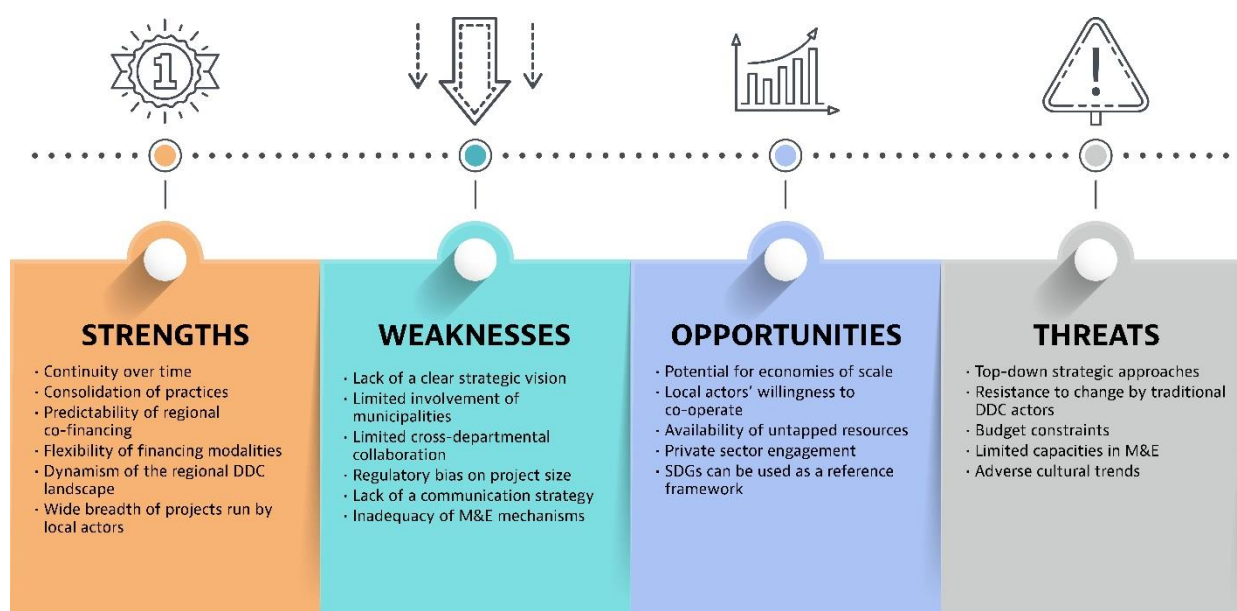 1
!
STRENGTHS
· Continuity over time
· Consolidation of practices
· Predictability of regional
co-financing
· Flexibility of financing modalities
· Dynamism of the regional DDC
landscape
· Wide breadth of projects run by
local actors
WEAKNESSES
· Lack of a clear strategic vision
· Limited involvement of
municipalities
· Limited cross-departmental
collaboration
· Regulatory bias on project size
· Lack of a communication strategy
· Inadequacy of M&E mechanisms
OPPORTUNITIES
· Potential for economies of scale
· Local actors' willingness to
co-operate
· Availability of untapped resources
· Private sector engagement
· SDGs can be used as a reference
framework
THREATS
· Top-down strategic approaches
· Resistance to change by traditional
DDC actors
· Budget constraints
· Limited capacities in M&E
· Adverse cultural trends